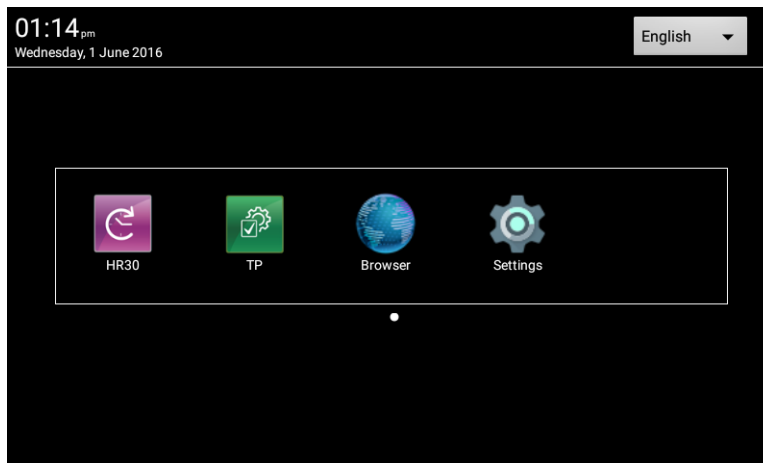 01:14pm
Wednesday, 1 June 2016
English
HR30
TP
Browser
Settings